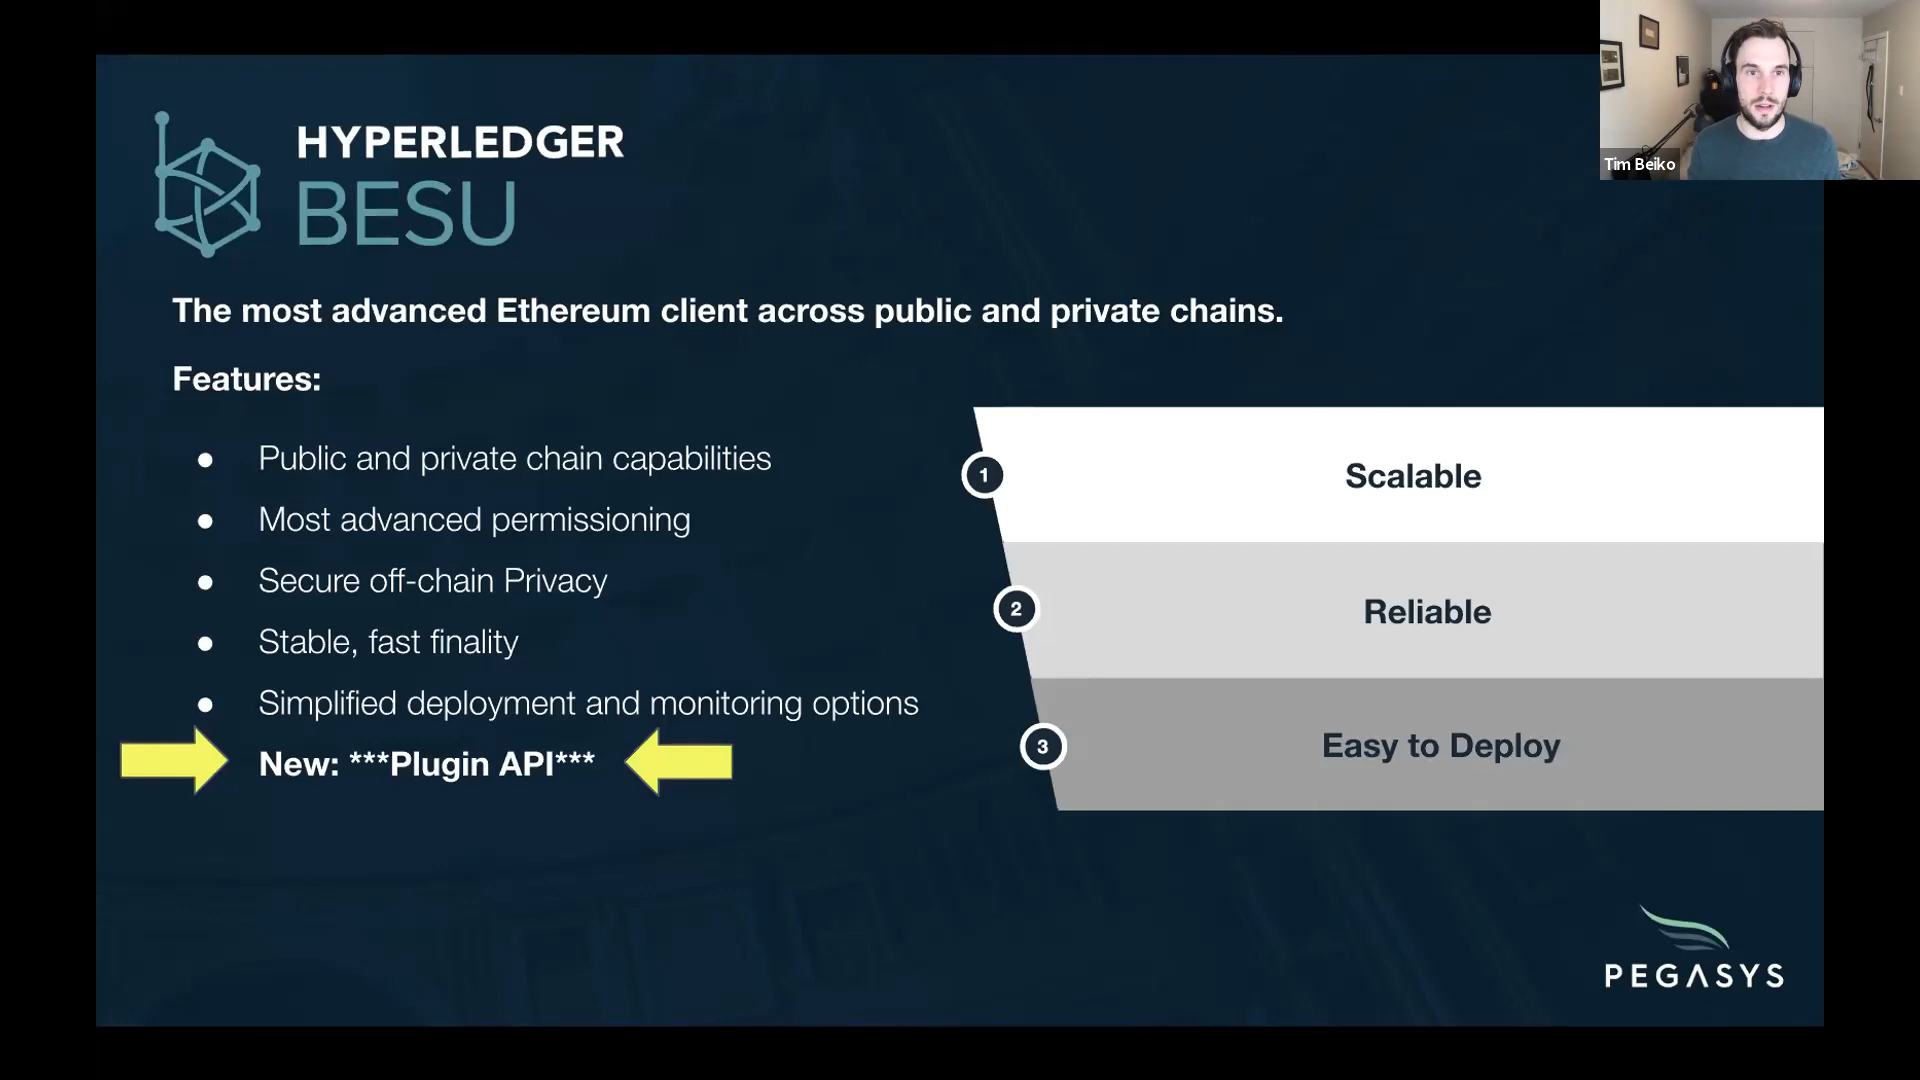 Tim Beiko
HYPERLEDGER
BESU
The most advanced Ethereum client across public and private chains.
Features:
● Public and private chain capabilities
● Most advanced permissioning
● Secure off-chain Privacy
● Stable, fast finality
● Simplified deployment and monitoring options
New: ***Plugin API***
1 Scalable
2 Reliable
3 Easy to Deploy
PEGASYS